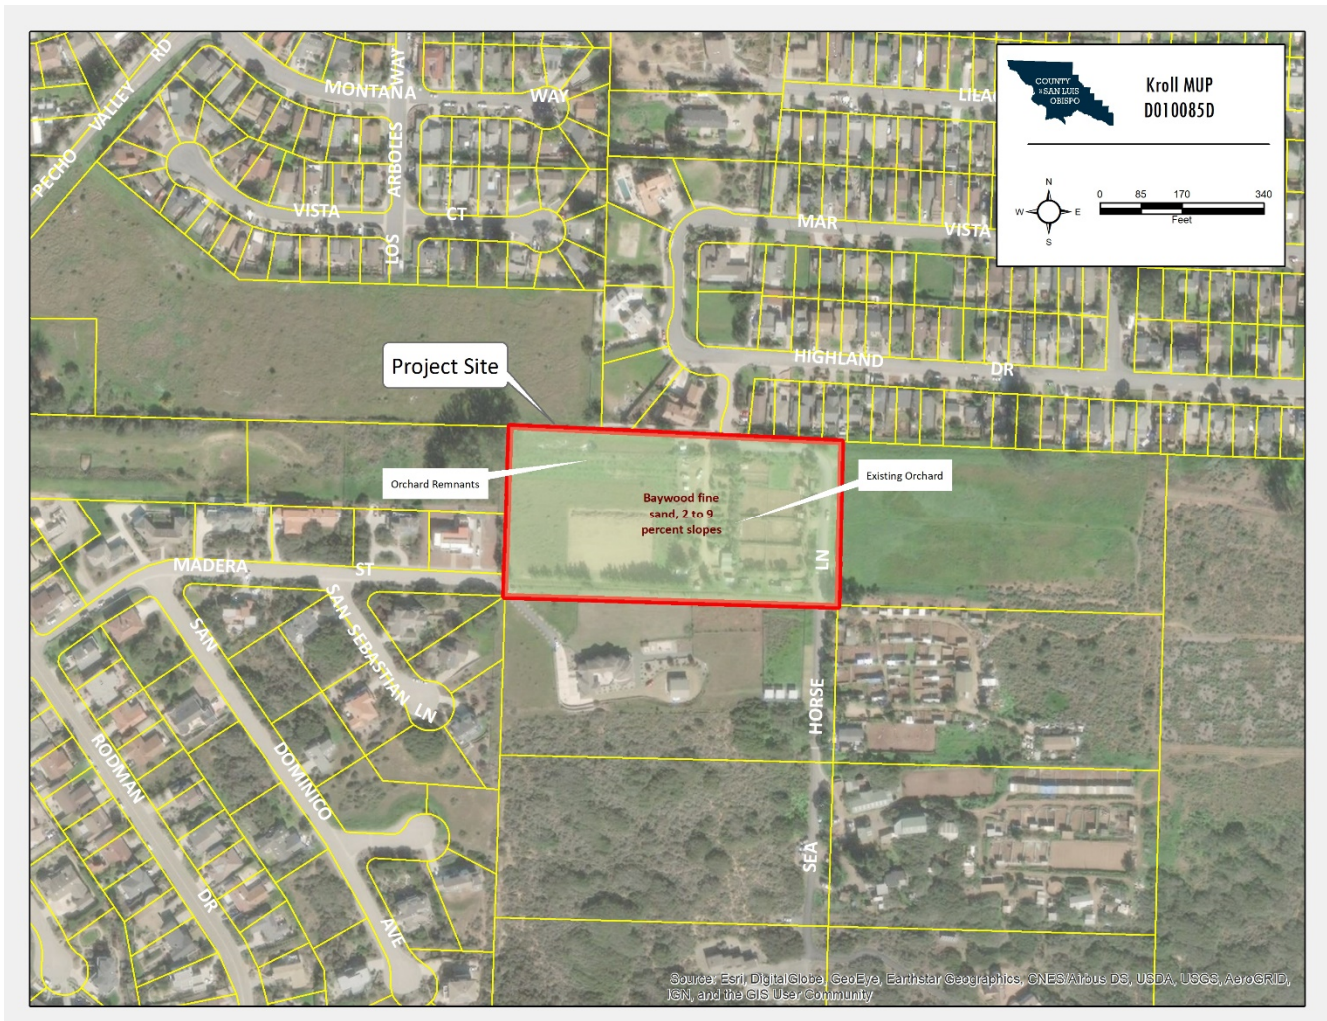 COUNTY
OF SAN LUIS
OBISPO
Kroll MUP
D010085D
N
W
E
S
0 85 170 340
Feet
PECHO VALLEY RD
MONTANA WAY
WAY
LOS ARBOLES
VISTA CT
MAR VISTA
HIGHLAND DR
Project Site
Orchard Remnants
Existing Orchard
Baywood fine
sand, 2 to 9
percent slopes
MADERA ST
SAN SEBASTIAN LN
SAN DOMINICO AVE
RODMAN DR
SEA HORSE LN
Source: Esri, DigitalGlobe, GeoEye, Earthstar Geographics, CNES/Airbus DS, USDA, USGS, AeroGRID,
IGN, and the GIS User Community